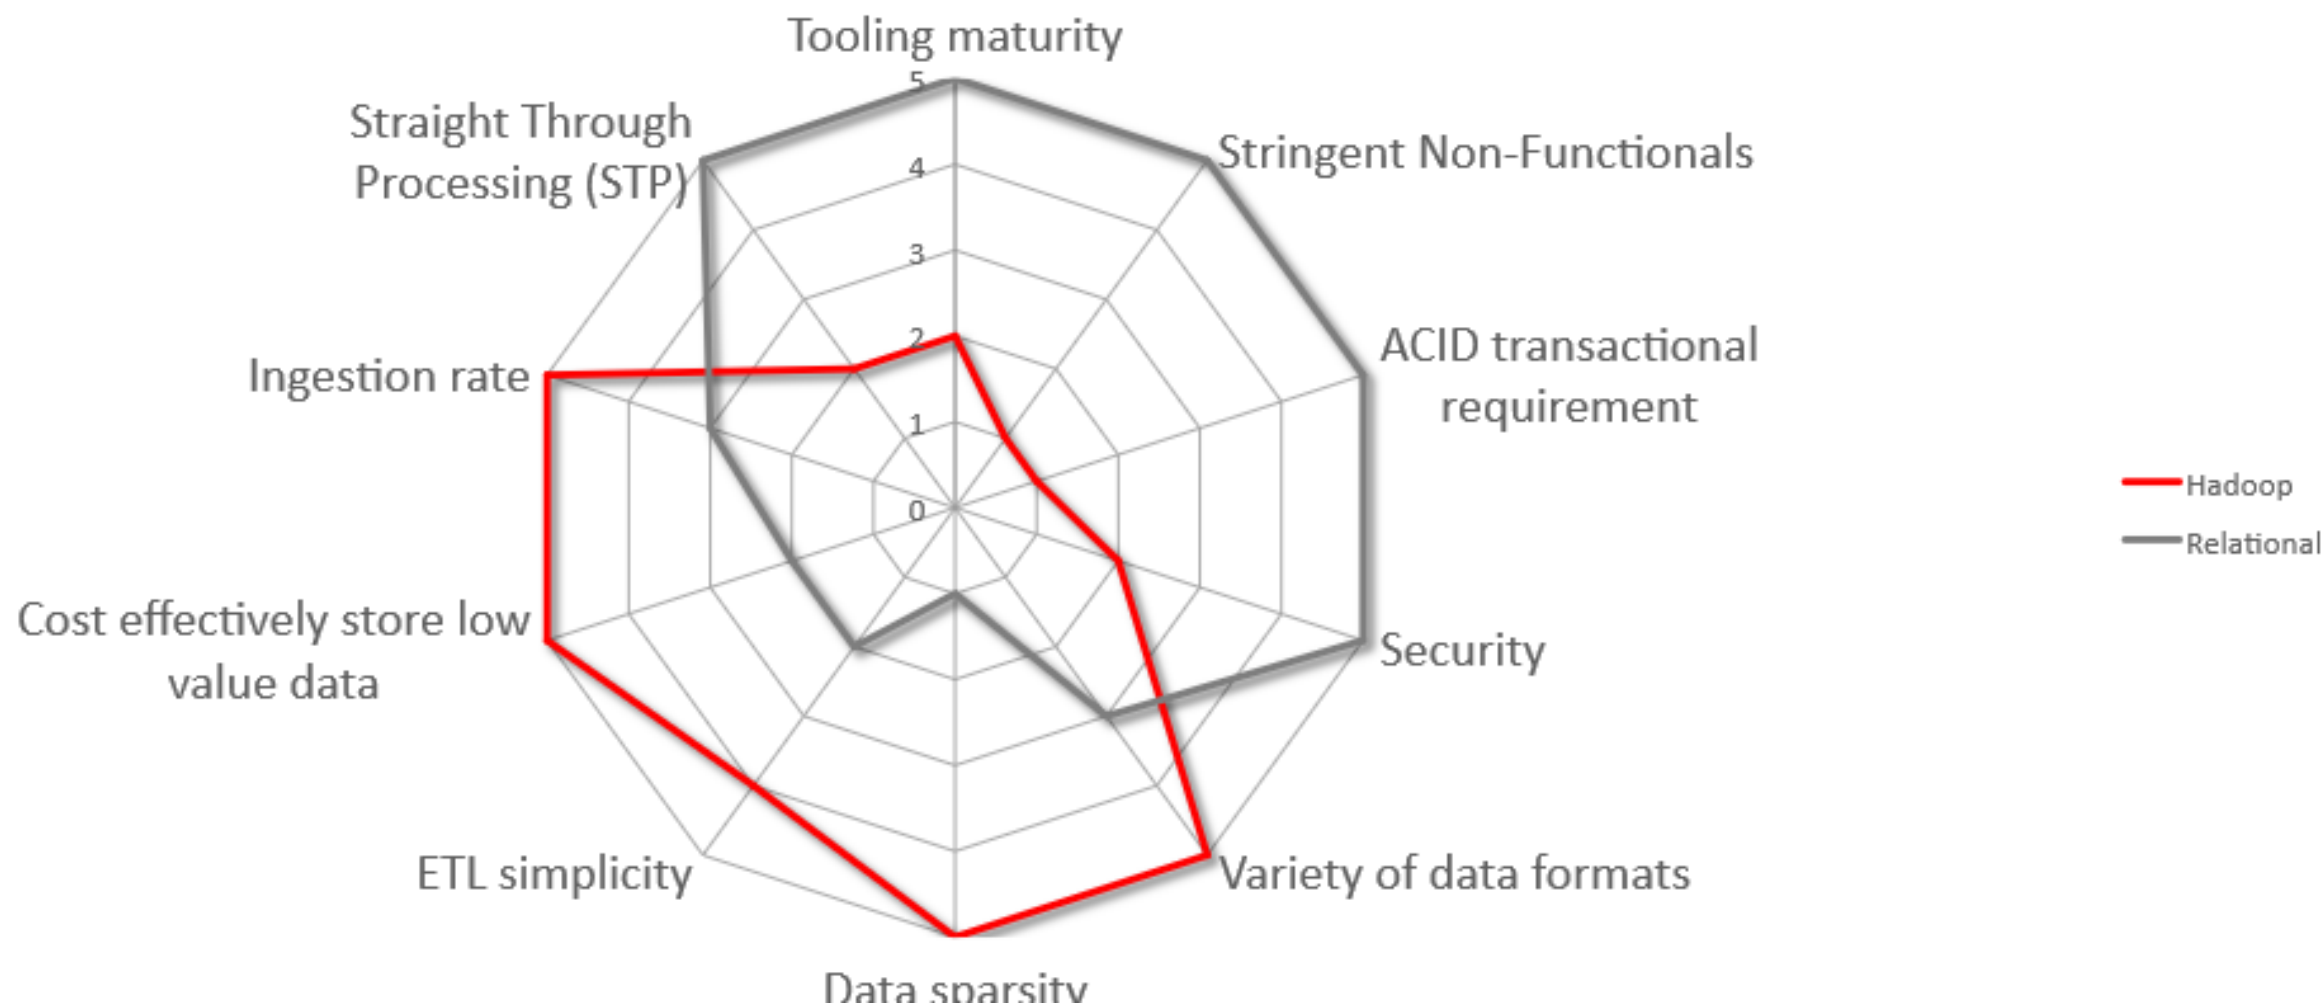 Tooling maturity
5
Straight Through
Processing (STP)
Stringent Non-Functionals
4
3
2
ACID transactional
requirement
Ingestion rate
1
Hadoop
0
Relational
Cost effectively store low
value data
Security
ETL simplicity
Variety of data formats
Data sparsity